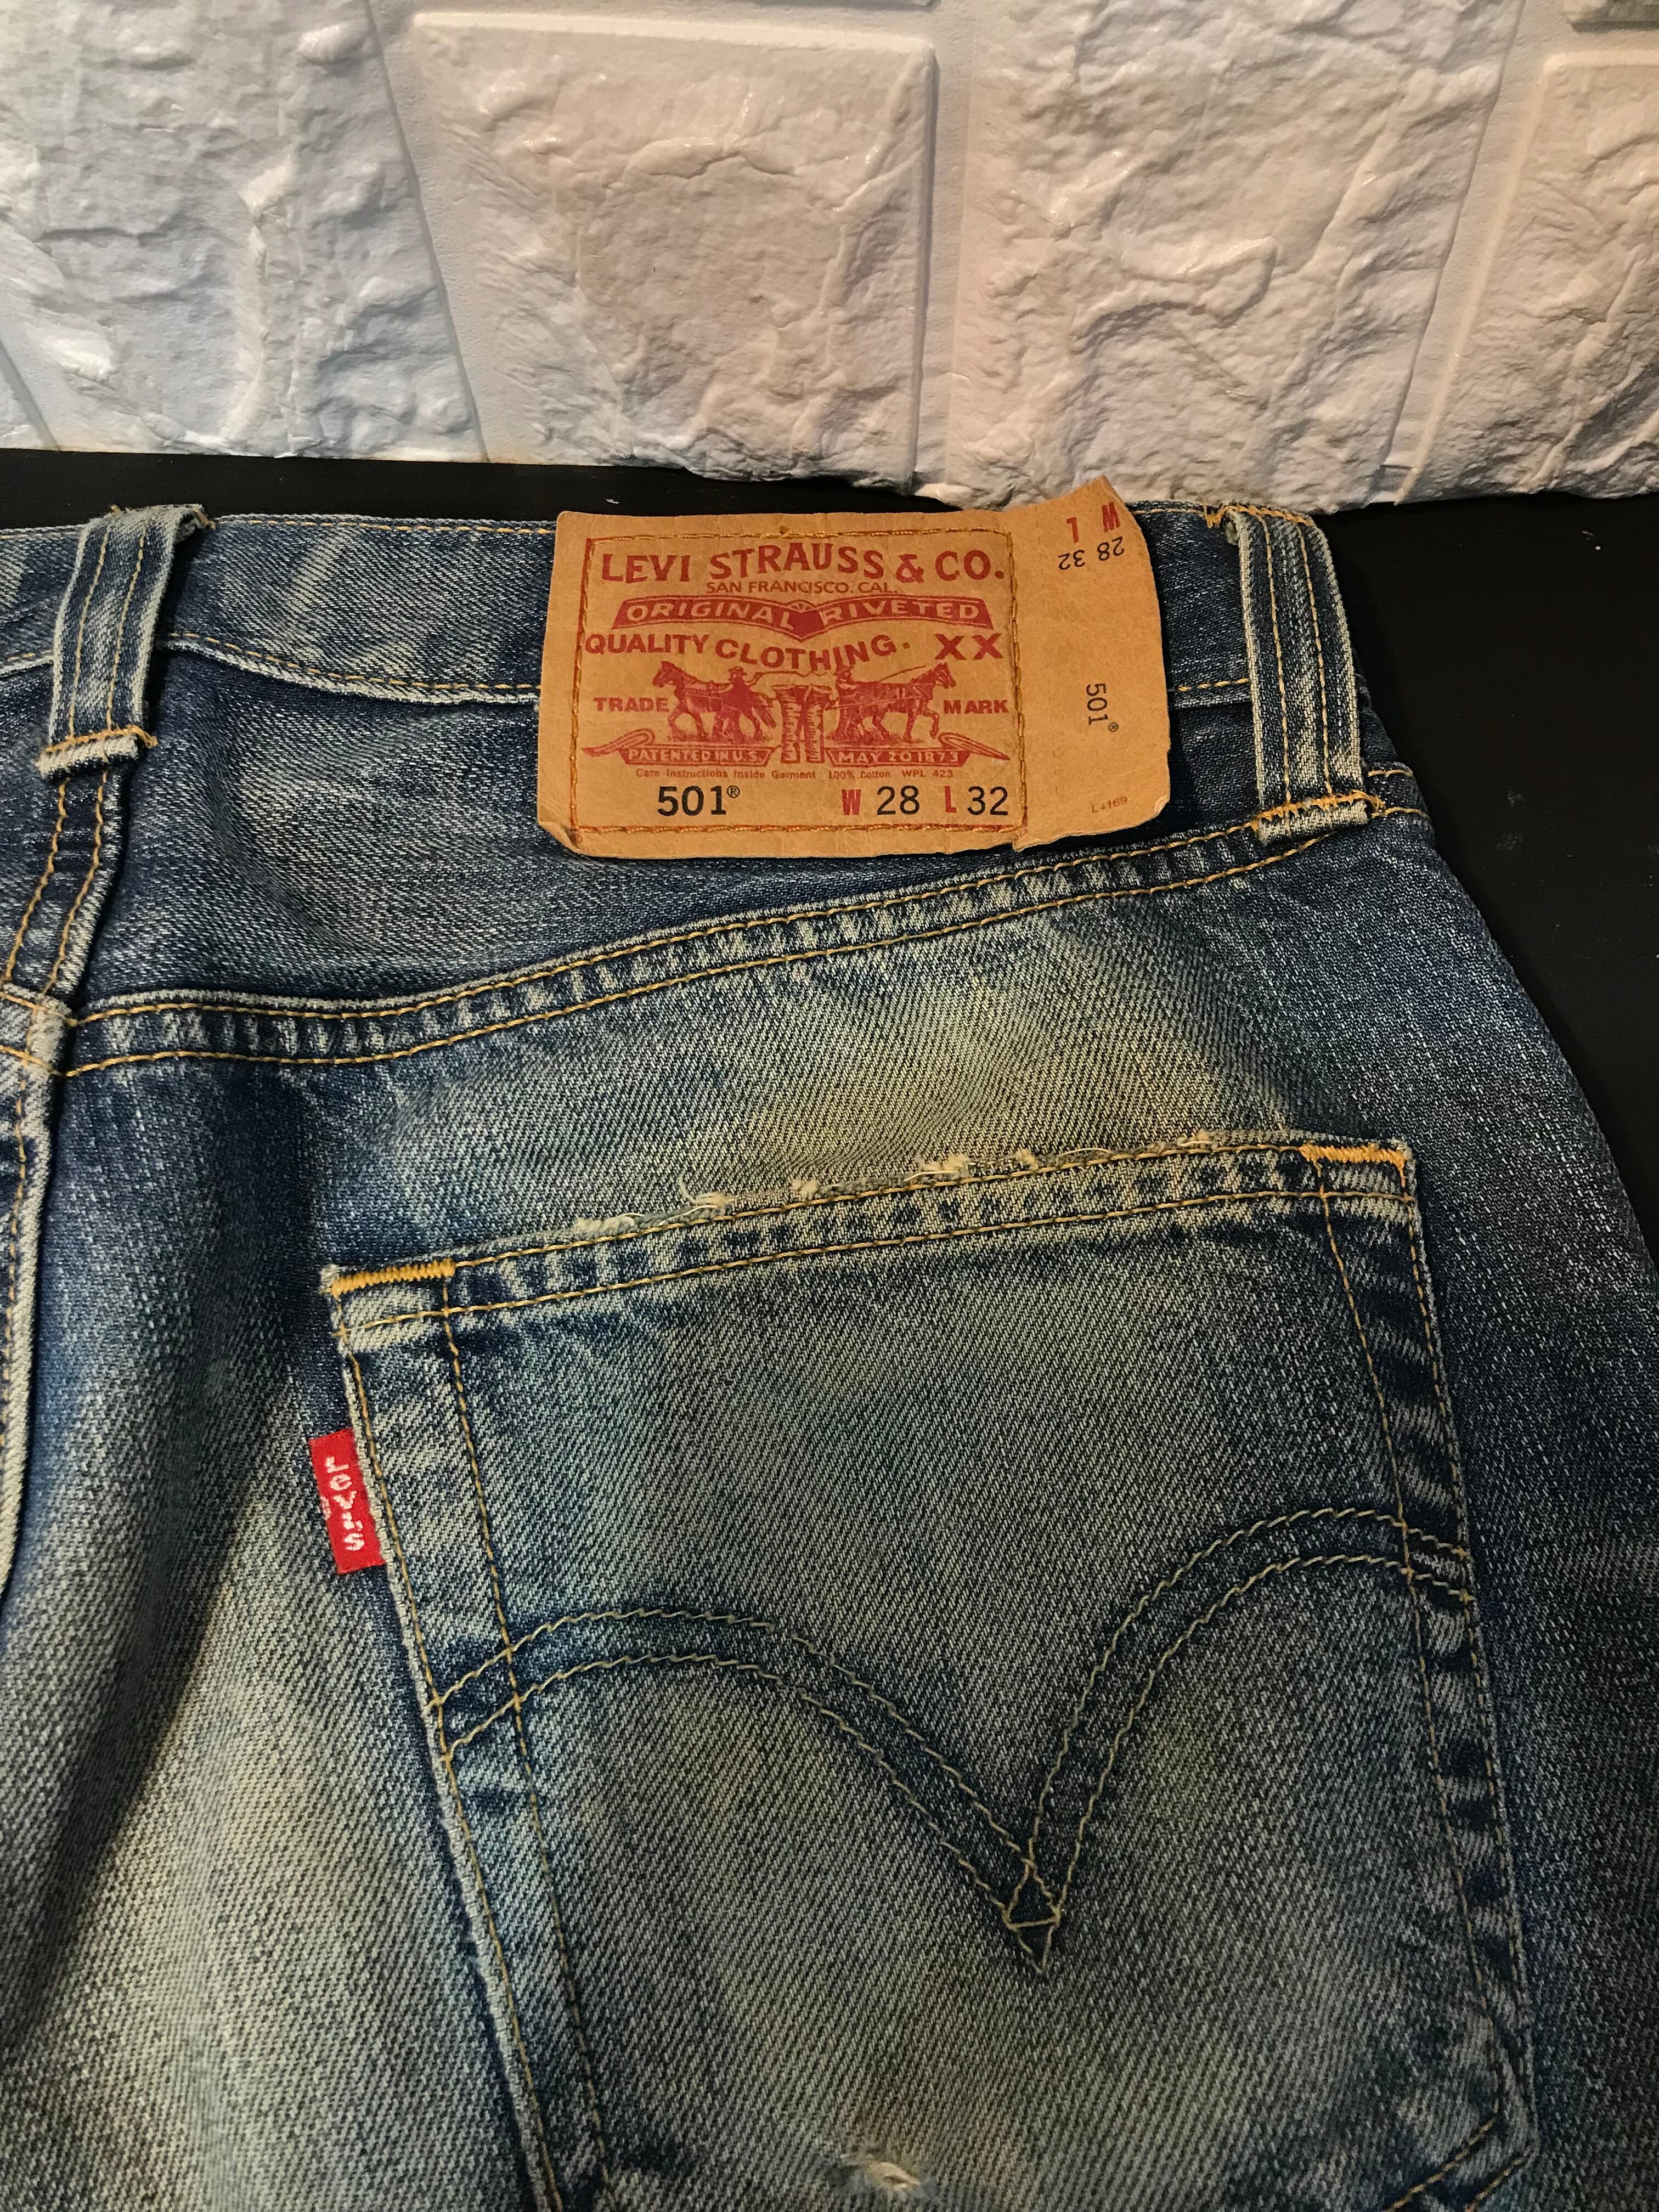 LEVI STRAUSS & CO.
SAN FRANCISCO. CAL.
ORIGINAL RIVETED
QUALITY CLOTHING. XX
TRADE MARK
PATENTED IN U.S. MAY 20 1873
Care Instructions Inside Garment 100% Cotton WPL 423
501® W 28 L 32
L M
32 28
501®
L4169
Levi's